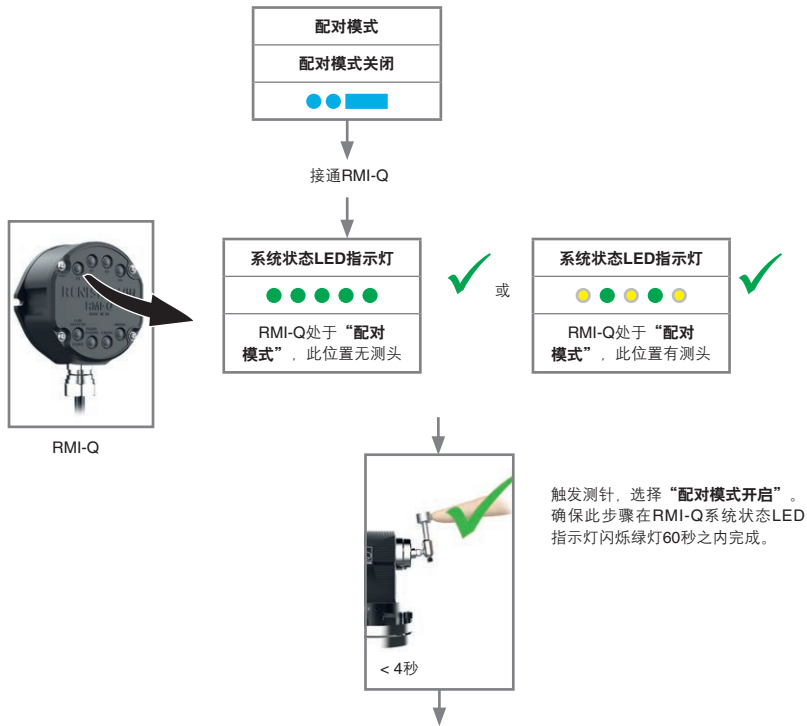 配对模式
配对模式关闭
接通RMI-Q
系统状态LED指示灯
RMI-Q处于“配对
模式”，此位置无测头
或
系统状态LED指示灯
RMI-Q处于“配对
模式”，此位置有测头
RMI-Q
触发测针，选择“配对模式开启”。
确保此步骤在RMI-Q系统状态LED
指示灯闪烁绿灯60秒之内完成。
< 4秒